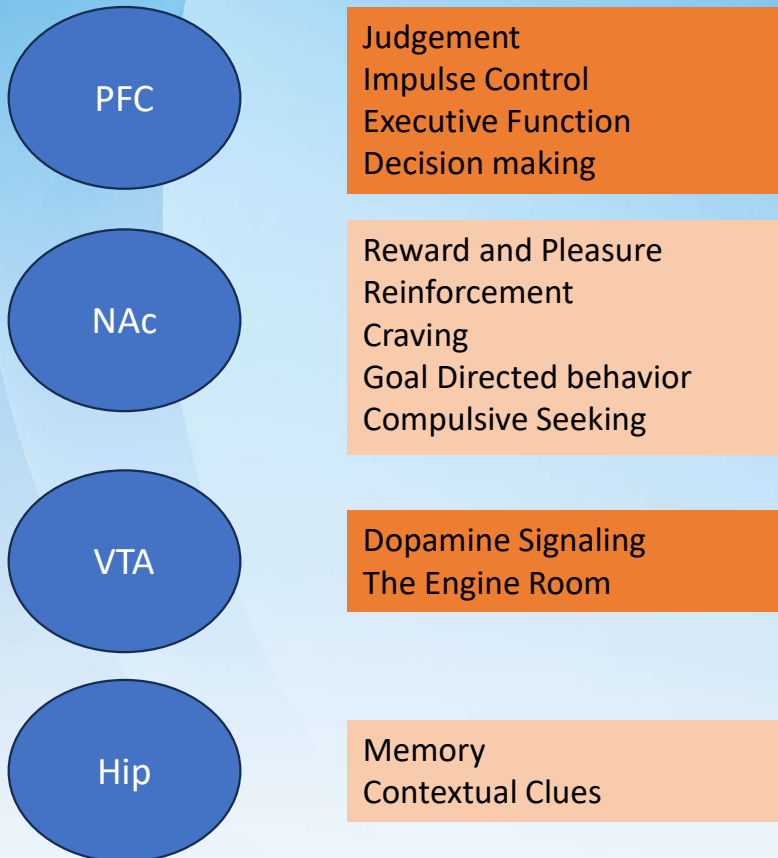 PFC
Judgement
Impulse Control
Executive Function
Decision making
NAc
Reward and Pleasure
Reinforcement
Craving
Goal Directed behavior
Compulsive Seeking
VTA
Dopamine Signaling
The Engine Room
Hip
Memory
Contextual Clues